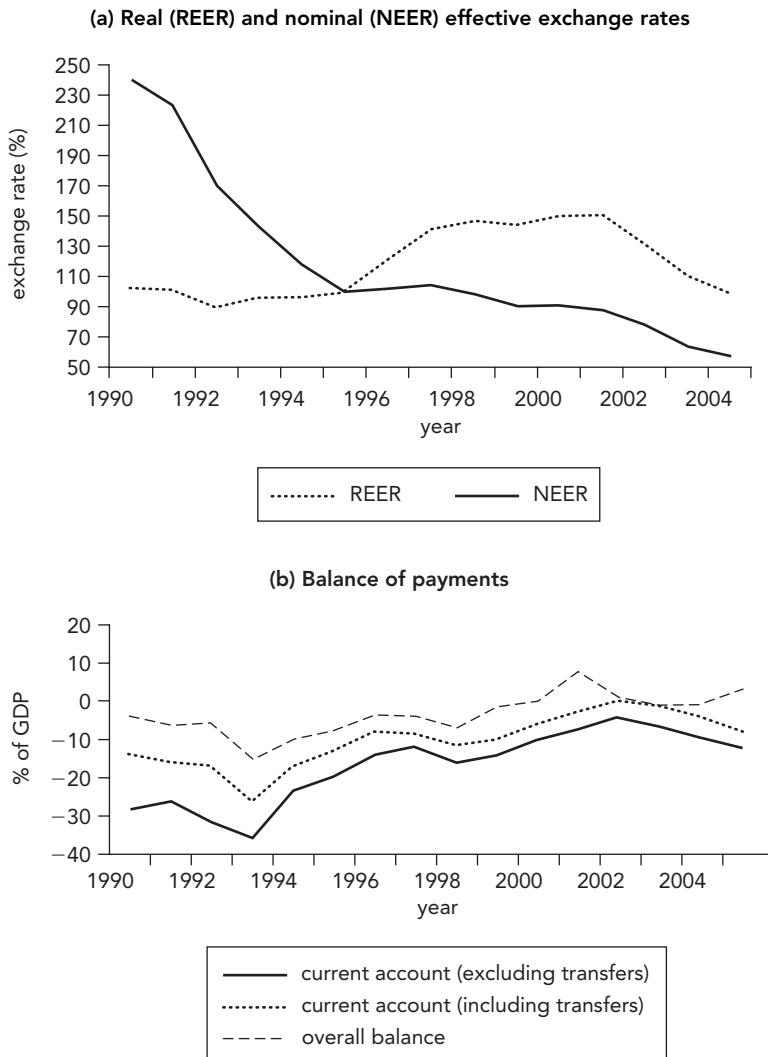 (a) Real (REER) and nominal (NEER) effective exchange rates
250
230
210
190
170
150
130
110
90
70
50
exchange rate (%)
1990 1992 1994 1996 1998 2000 2002 2004
year
REER NEER
(b) Balance of payments
20
10
0
−10
−20
−30
−40
% of GDP
1990 1992 1994 1996 1998 2000 2002 2004
year
current account (excluding transfers)
current account (including transfers)
overall balance